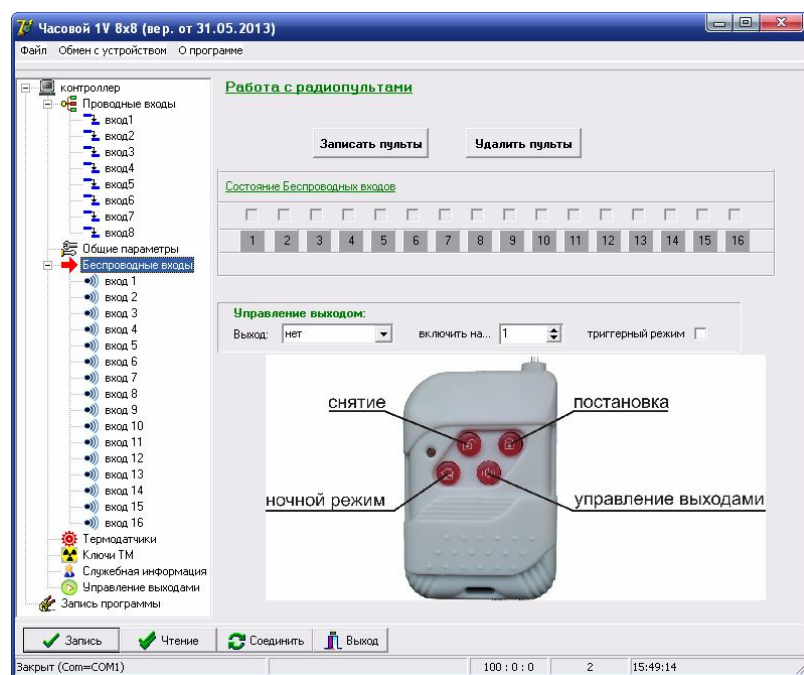 Часовой 1V 8x8 (вер. от 31.05.2013)
Файл Обмен с устройством О программе
контроллер
Проводные входы
вход1
вход2
вход3
вход4
вход5
вход6
вход7
вход8
Общие параметры
Беспроводные входы
вход 1
вход 2
вход 3
вход 4
вход 5
вход 6
вход 7
вход 8
вход 9
вход 10
вход 11
вход 12
вход 13
вход 14
вход 15
вход 16
Термодатчики
Ключи ТМ
Служебная информация
Управление выходами
Запись программы
Работа с радиопультами
Записать пульты Удалить пульты
Состояние Беспроводных входов
1 2 3 4 5 6 7 8 9 10 11 12 13 14 15 16
Управление выходом:
Выход: нет включить на... 1 триггерный режим
снятие постановка
ночной режим управление выходами
Запись Чтение Соединить Выход
Закрыт (Com=COM1) 100 : 0 : 0 2 15:49:14